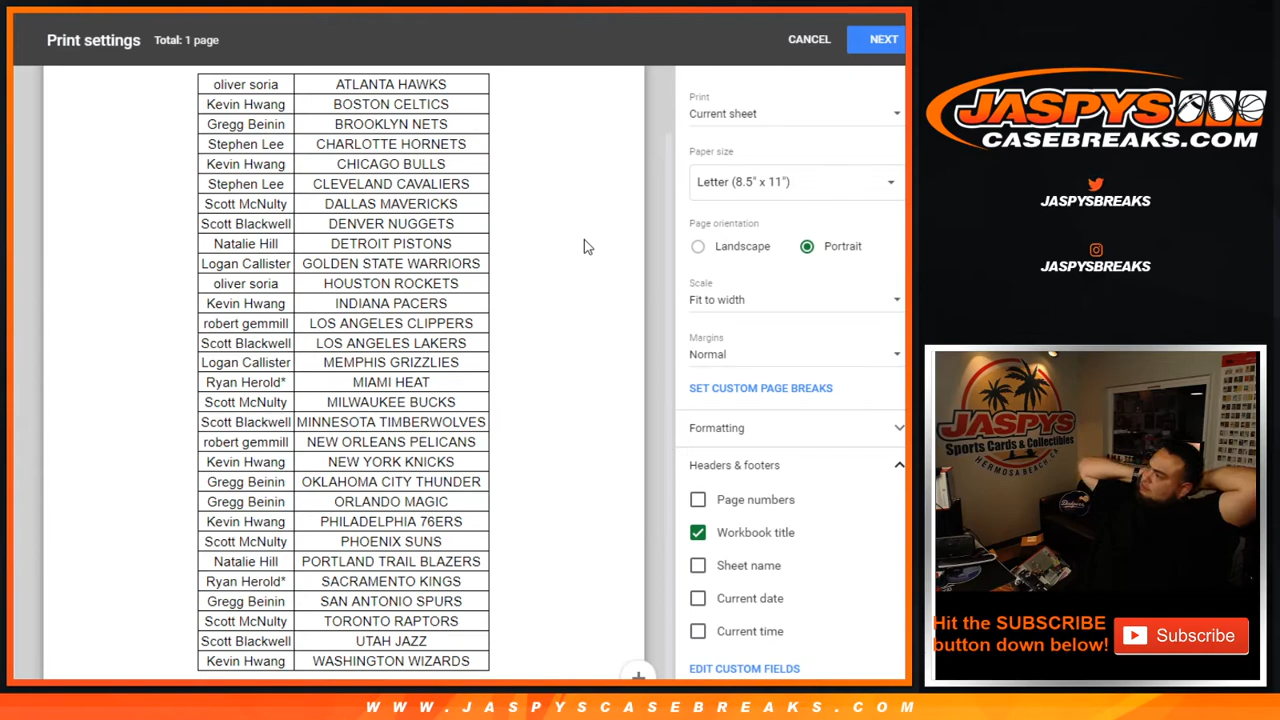 Print settings Total: 1 page CANCEL NEXT
oliver soria ATLANTA HAWKS
Kevin Hwang BOSTON CELTICS
Gregg Beinin BROOKLYN NETS
Stephen Lee CHARLOTTE HORNETS
Kevin Hwang CHICAGO BULLS
Stephen Lee CLEVELAND CAVALIERS
Scott McNulty DALLAS MAVERICKS
Scott Blackwell DENVER NUGGETS
Natalie Hill DETROIT PISTONS
Logan Callister GOLDEN STATE WARRIORS
oliver soria HOUSTON ROCKETS
Kevin Hwang INDIANA PACERS
robert gemmill LOS ANGELES CLIPPERS
Scott Blackwell LOS ANGELES LAKERS
Logan Callister MEMPHIS GRIZZLIES
Ryan Herold* MIAMI HEAT
Scott McNulty MILWAUKEE BUCKS
Scott Blackwell MINNESOTA TIMBERWOLVES
robert gemmill NEW ORLEANS PELICANS
Kevin Hwang NEW YORK KNICKS
Gregg Beinin OKLAHOMA CITY THUNDER
Gregg Beinin ORLANDO MAGIC
Kevin Hwang PHILADELPHIA 76ERS
Scott McNulty PHOENIX SUNS
Natalie Hill PORTLAND TRAIL BLAZERS
Ryan Herold* SACRAMENTO KINGS
Gregg Beinin SAN ANTONIO SPURS
Scott McNulty TORONTO RAPTORS
Scott Blackwell UTAH JAZZ
Kevin Hwang WASHINGTON WIZARDS
Print
Current sheet
Paper size
Letter (8.5" x 11")
Page orientation
Landscape Portrait
Scale
Fit to width
Margins
Normal
SET CUSTOM PAGE BREAKS
Formatting
Headers & footers
Page numbers
Workbook title
Sheet name
Current date
Current time
EDIT CUSTOM FIELDS
JASPYS
CASEBREAKS.COM
JASPYSBREAKS
JASPYSBREAKS
JASPYS
Sports Cards & Collectibles
HERMOSA BEACH, CA
Dodgers
Hit the SUBSCRIBE
button down below!
Subscribe
WWW.JASPYSCASEBREAKS.COM